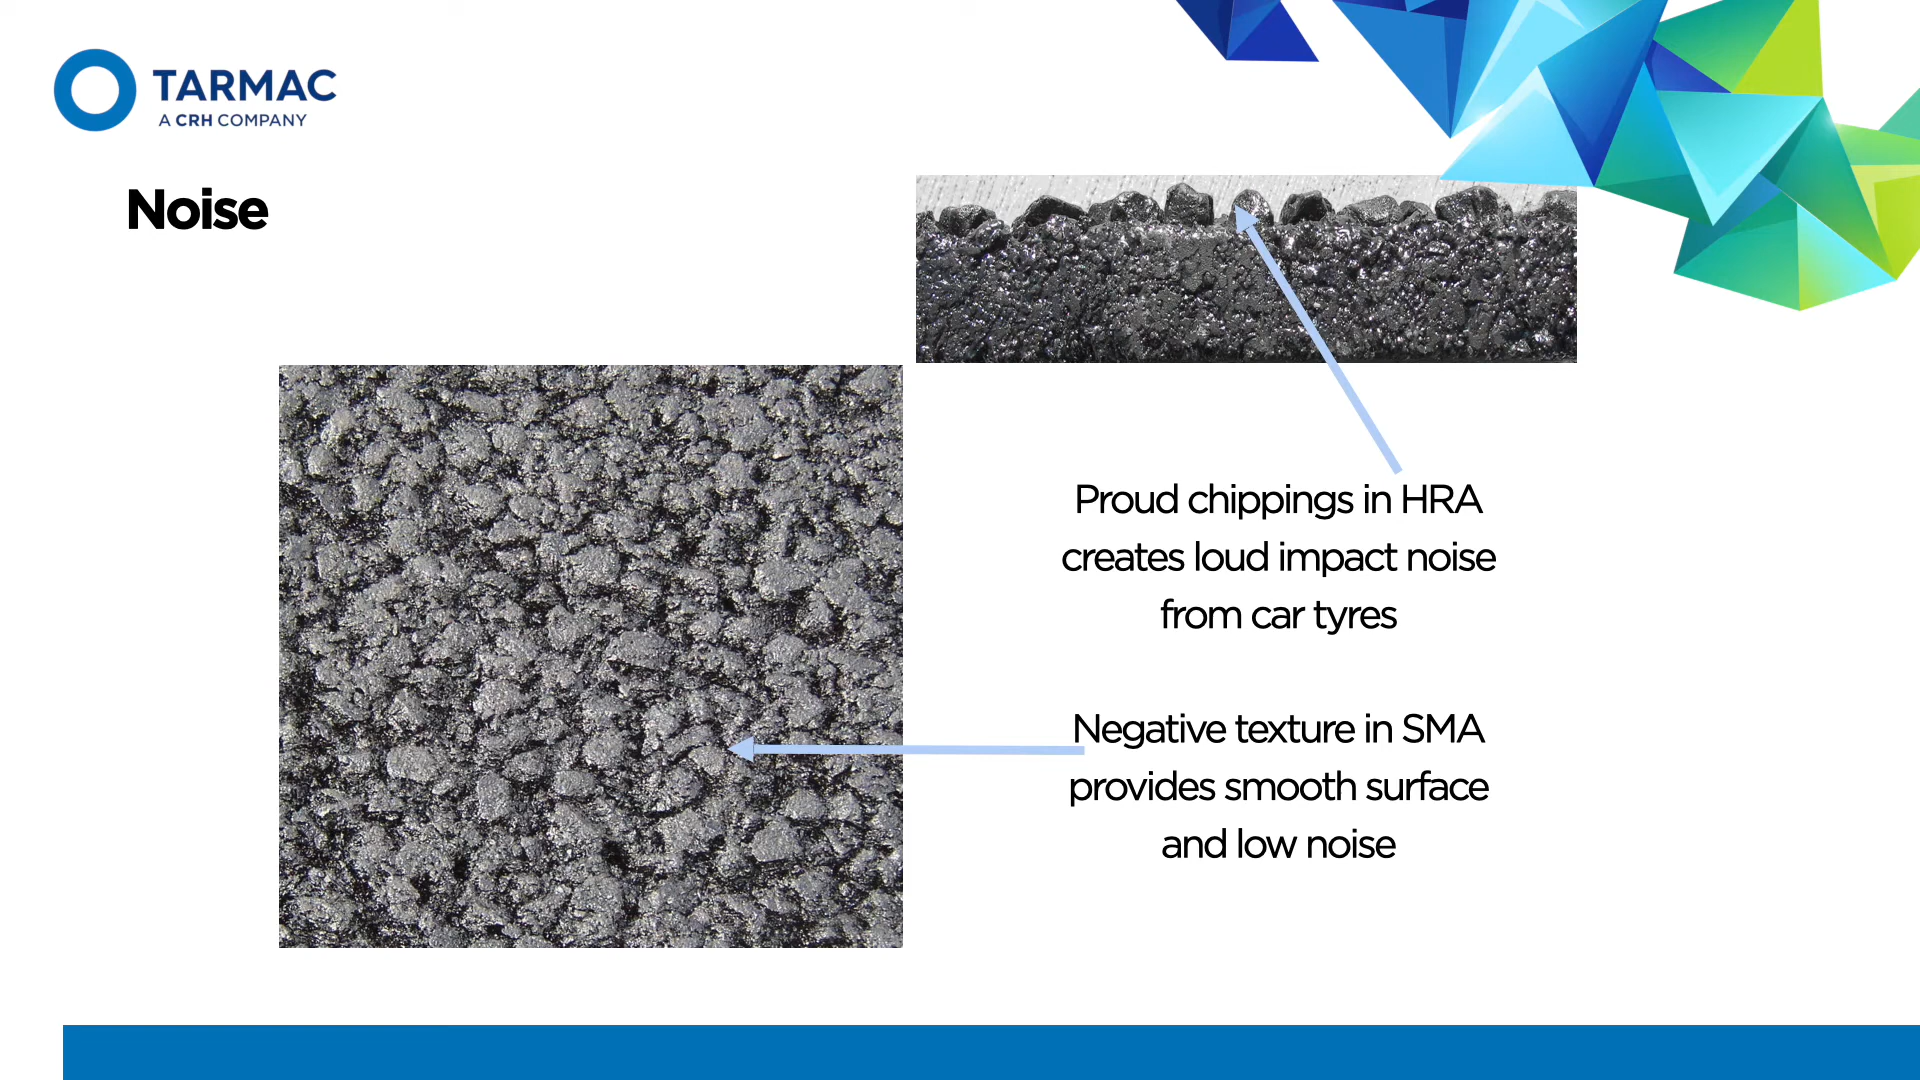 TARMAC
A CRH COMPANY
Noise
Proud chippings in HRA
creates loud impact noise
from car tyres
Negative texture in SMA
provides smooth surface
and low noise